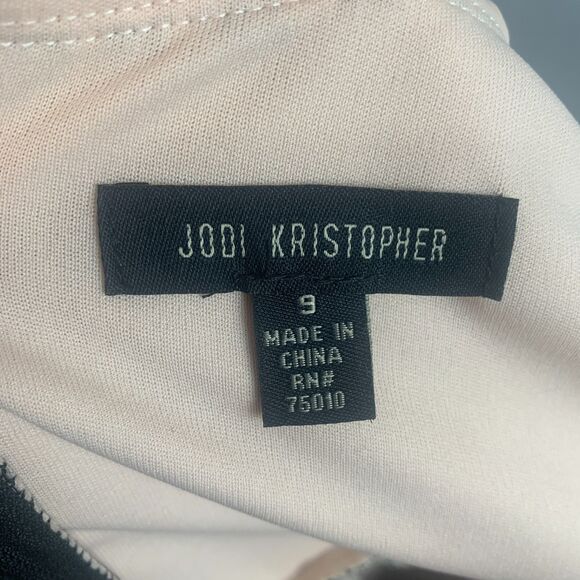 JODI KRISTOPHER
9
MADE IN
CHINA
RN#
75010